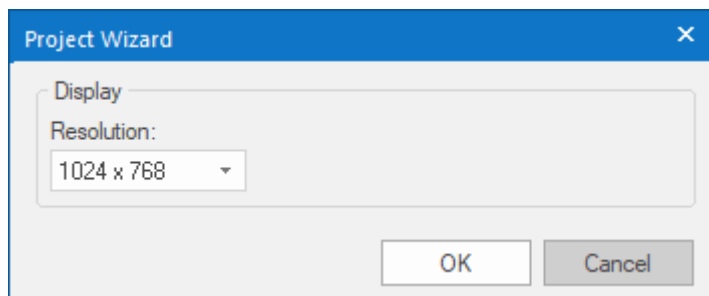 Project Wizard
Display
Resolution:
1024 x 768
OK Cancel